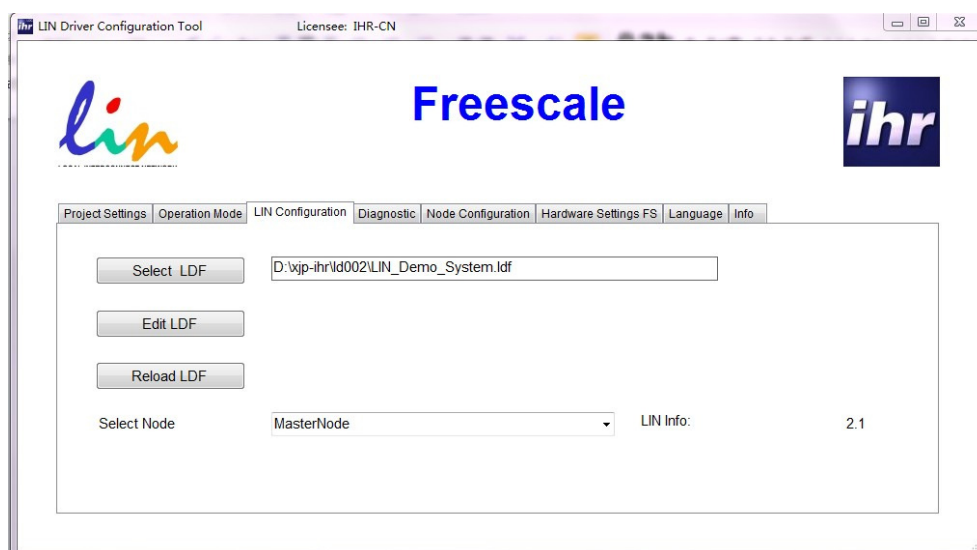 ihr LIN Driver Configuration Tool Licensee: IHR-CN
lin
Freescale
ihr
Project Settings Operation Mode LIN Configuration Diagnostic Node Configuration Hardware Settings FS Language Info
Select LDF D:\xjp-ihr\ld002\LIN_Demo_System.ldf
Edit LDF
Reload LDF
Select Node MasterNode LIN Info: 2.1